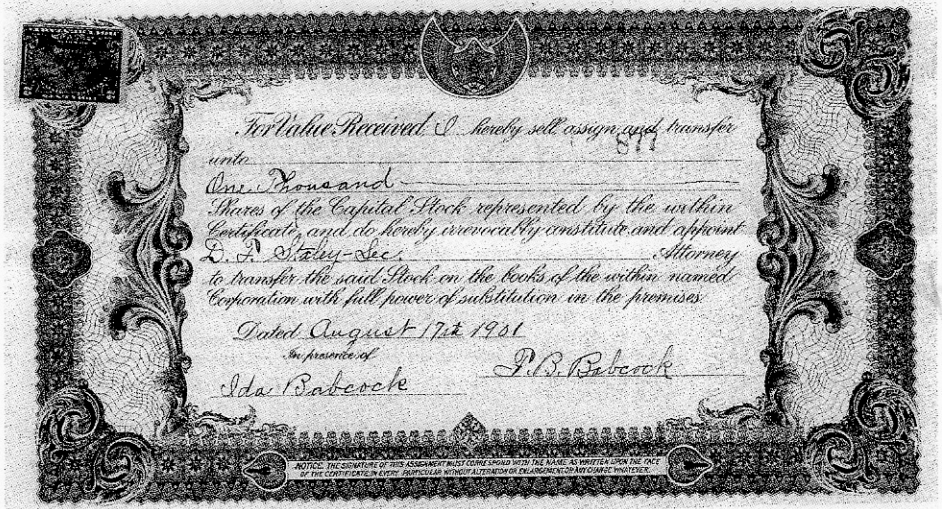 For Value Received I hereby sell assign and transfer
877
unto
One Thousand
Shares of the Capital Stock represented by the within
Certificate, and do hereby irrevocably constitute and appoint
D. F. Staley-Sec. Attorney
to transfer the said Stock on the books of the within named
Corporation with full power of substitution in the premises.
Dated August 17th 1901
In presence of
P.B. Babcock
Ida Babcock
NOTICE. THE SIGNATURE OF THIS ASSIGNMENT MUST CORRESPOND WITH THE NAME AS WRITTEN UPON THE FACE
OF THE CERTIFICATE IN EVERY PARTICULAR WITHOUT ALTERATION OR ENLARGEMENT OR ANY CHANGE WHATEVER.